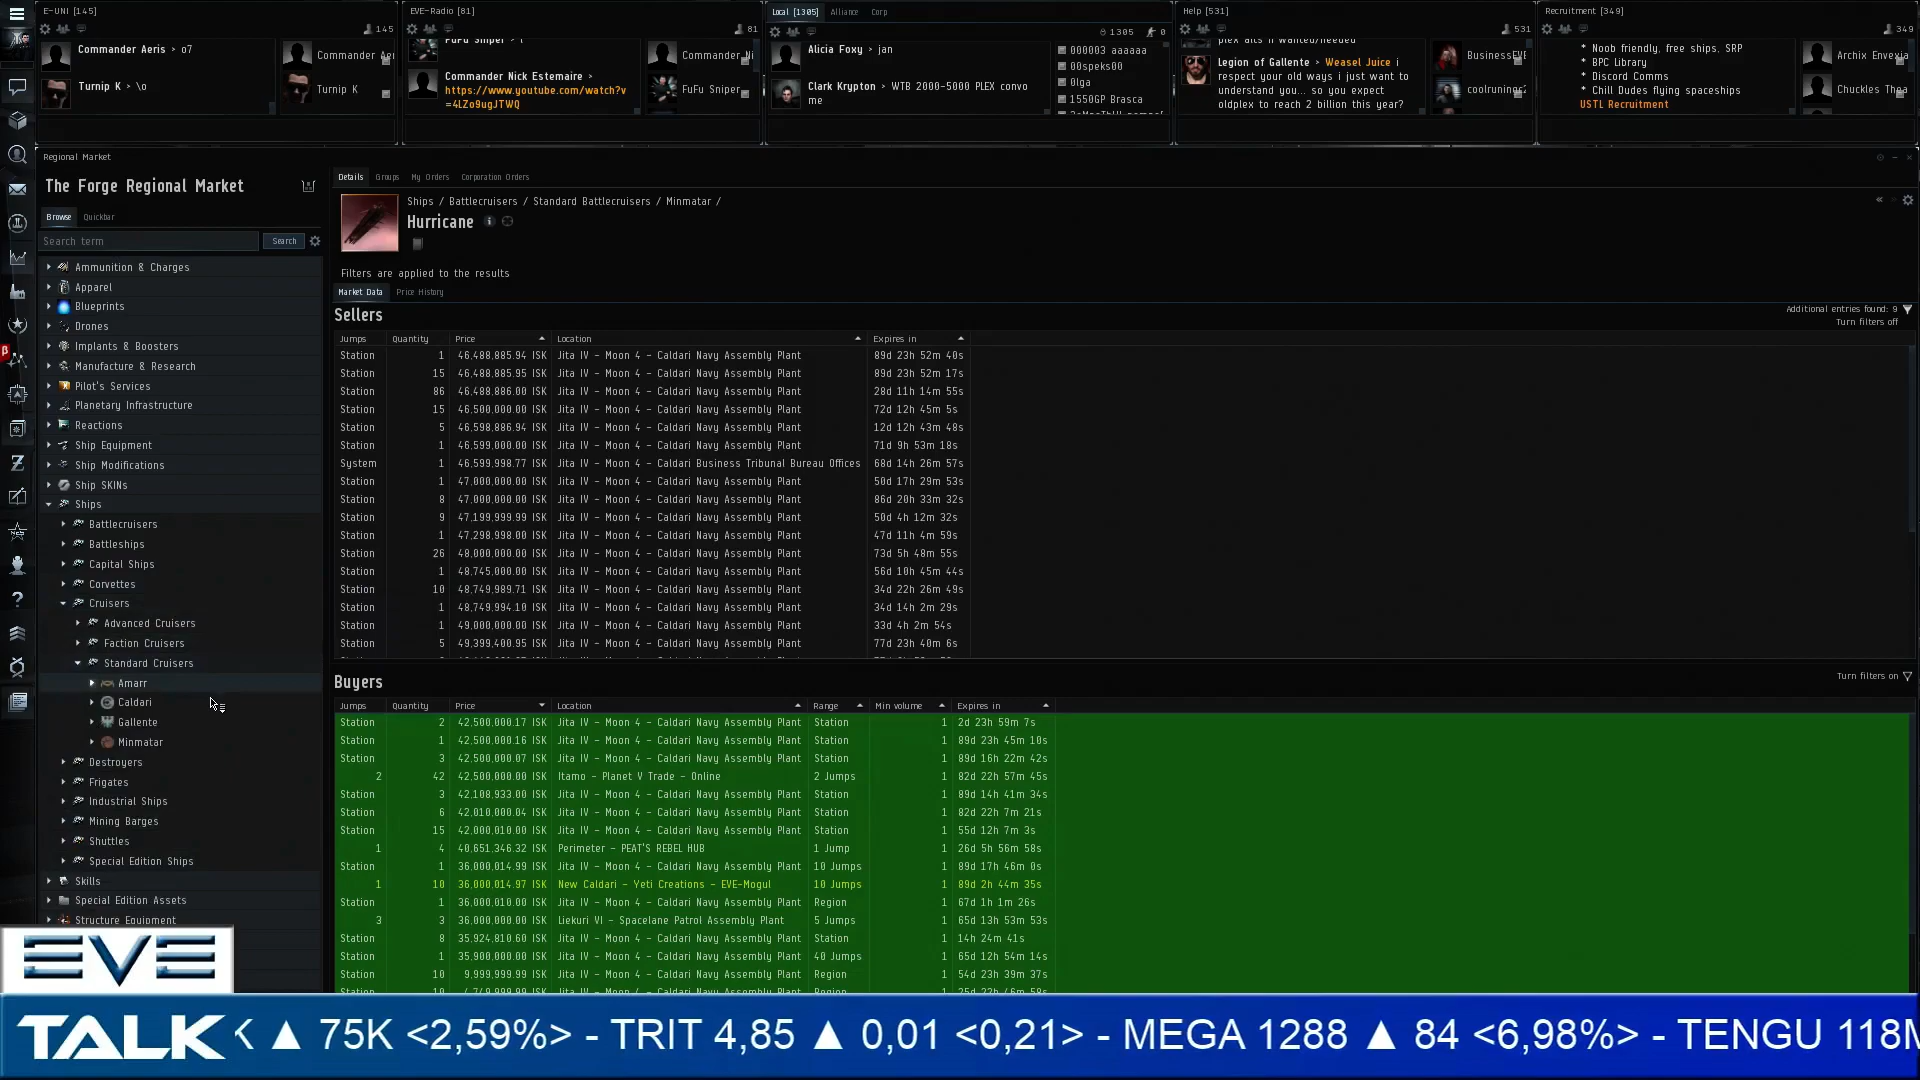 E-UNI [145]
145
Commander Aeris > o7
Turnip K > \o
Commander Aer
Turnip K
EVE-Radio [81]
81
FuFu Sniper >
Commander Nick Estemaire >
https://www.youtube.com/watch?v
=4lZo9ugJTWQ
Commander Ni
FuFu Sniper
Local [1305]
Alliance
Corp
1305
0
Alicia Foxy > jan
Clark Krypton > WTB 2000-5000 PLEX convo
me
000003 aaaaaa
00speks00
0lga
1550GP Brasca
Help [531]
531
plex alts if wanted/needed
Legion of Gallente > Weasel Juice i
respect your old ways i just want to
understand you... so you expect
oldplex to reach 2 billion this year?
BusinessEVE
coolruning2
Recruitment [349]
349
* Noob friendly, free ships, SRP
* BPC Library
* Discord Comms
* Chill Dudes flying spaceships
USTL Recruitment
Archix Envexia
Chuckles Thea
Regional Market
The Forge Regional Market
Browse
Quickbar
Search term
Search
Ammunition & Charges
Apparel
Blueprints
Drones
Implants & Boosters
Manufacture & Research
Pilot's Services
Planetary Infrastructure
Reactions
Ship Equipment
Ship Modifications
Ship SKINs
Ships
Battlecruisers
Battleships
Capital Ships
Corvettes
Cruisers
Advanced Cruisers
Faction Cruisers
Standard Cruisers
Amarr
Caldari
Gallente
Minmatar
Destroyers
Frigates
Industrial Ships
Mining Barges
Shuttles
Special Edition Ships
Skills
Special Edition Assets
Structure Equipment
Details
Groups
My Orders
Corporation Orders
Ships / Battlecruisers / Standard Battlecruisers / Minmatar /
Hurricane
Filters are applied to the results
Market Data
Price History
Sellers
Additional entries found: 9
Turn filters off
Jumps Quantity Price Location Expires in
Station 1 46,488,885.94 ISK Jita IV - Moon 4 - Caldari Navy Assembly Plant 89d 23h 52m 40s
Station 15 46,488,885.95 ISK Jita IV - Moon 4 - Caldari Navy Assembly Plant 89d 23h 52m 17s
Station 86 46,488,886.00 ISK Jita IV - Moon 4 - Caldari Navy Assembly Plant 28d 11h 14m 55s
Station 15 46,500,000.00 ISK Jita IV - Moon 4 - Caldari Navy Assembly Plant 72d 12h 45m 5s
Station 5 46,598,886.94 ISK Jita IV - Moon 4 - Caldari Navy Assembly Plant 12d 12h 43m 48s
Station 1 46,599,000.00 ISK Jita IV - Moon 4 - Caldari Navy Assembly Plant 71d 9h 53m 18s
System 1 46,599,998.77 ISK Jita IV - Moon 4 - Caldari Business Tribunal Bureau Offices 68d 14h 26m 57s
Station 1 47,000,000.00 ISK Jita IV - Moon 4 - Caldari Navy Assembly Plant 50d 17h 29m 53s
Station 8 47,000,000.00 ISK Jita IV - Moon 4 - Caldari Navy Assembly Plant 86d 20h 33m 32s
Station 9 47,199,999.99 ISK Jita IV - Moon 4 - Caldari Navy Assembly Plant 50d 4h 12m 32s
Station 1 47,298,998.00 ISK Jita IV - Moon 4 - Caldari Navy Assembly Plant 47d 11h 4m 59s
Station 26 48,000,000.00 ISK Jita IV - Moon 4 - Caldari Navy Assembly Plant 73d 5h 48m 55s
Station 1 48,745,000.00 ISK Jita IV - Moon 4 - Caldari Navy Assembly Plant 56d 10h 45m 44s
Station 10 48,749,989.71 ISK Jita IV - Moon 4 - Caldari Navy Assembly Plant 34d 22h 26m 49s
Station 1 48,749,994.10 ISK Jita IV - Moon 4 - Caldari Navy Assembly Plant 34d 14h 2m 29s
Station 1 49,000,000.00 ISK Jita IV - Moon 4 - Caldari Navy Assembly Plant 33d 4h 2m 54s
Station 5 49,399,400.95 ISK Jita IV - Moon 4 - Caldari Navy Assembly Plant 77d 23h 40m 6s
Buyers
Turn filters on
Jumps Quantity Price Location Range Min volume Expires in
Station 2 42,500,000.17 ISK Jita IV - Moon 4 - Caldari Navy Assembly Plant Station 1 2d 23h 59m 7s
Station 1 42,500,000.16 ISK Jita IV - Moon 4 - Caldari Navy Assembly Plant Station 1 89d 23h 45m 10s
Station 3 42,500,000.07 ISK Jita IV - Moon 4 - Caldari Navy Assembly Plant Station 1 89d 16h 22m 42s
2 42 42,500,000.00 ISK Itamo - Planet V Trade - Online 2 Jumps 1 82d 22h 57m 45s
Station 3 42,108,933.00 ISK Jita IV - Moon 4 - Caldari Navy Assembly Plant Station 1 89d 14h 41m 34s
Station 6 42,010,000.04 ISK Jita IV - Moon 4 - Caldari Navy Assembly Plant Station 1 82d 22h 7m 21s
Station 15 42,000,010.00 ISK Jita IV - Moon 4 - Caldari Navy Assembly Plant Station 1 55d 12h 7m 3s
1 4 40,651,346.32 ISK Perimeter - PEAT'S REBEL HUB 1 Jump 1 26d 5h 56m 58s
Station 1 36,000,014.99 ISK Jita IV - Moon 4 - Caldari Navy Assembly Plant 10 Jumps 1 89d 17h 46m 0s
1 10 36,000,014.97 ISK New Caldari - Yeti Creations - EVE-Mogul 10 Jumps 1 89d 2h 44m 35s
Station 1 36,000,010.00 ISK Jita IV - Moon 4 - Caldari Navy Assembly Plant Region 1 67d 1h 1m 26s
3 3 36,000,000.00 ISK Liekuri VI - Spacelane Patrol Assembly Plant 5 Jumps 1 65d 13h 53m 53s
Station 8 35,924,810.60 ISK Jita IV - Moon 4 - Caldari Navy Assembly Plant Station 1 14h 24m 41s
Station 1 35,900,000.00 ISK Jita IV - Moon 4 - Caldari Navy Assembly Plant 40 Jumps 1 65d 12h 54m 14s
Station 10 9,999,999.99 ISK Jita IV - Moon 4 - Caldari Navy Assembly Plant Region 1 54d 23h 39m 37s
EVE
TALK
K ▲ 75K <2,59%> - TRIT 4,85 ▲ 0,01 <0,21> - MEGA 1288 ▲ 84 <6,98%> - TENGU 118M